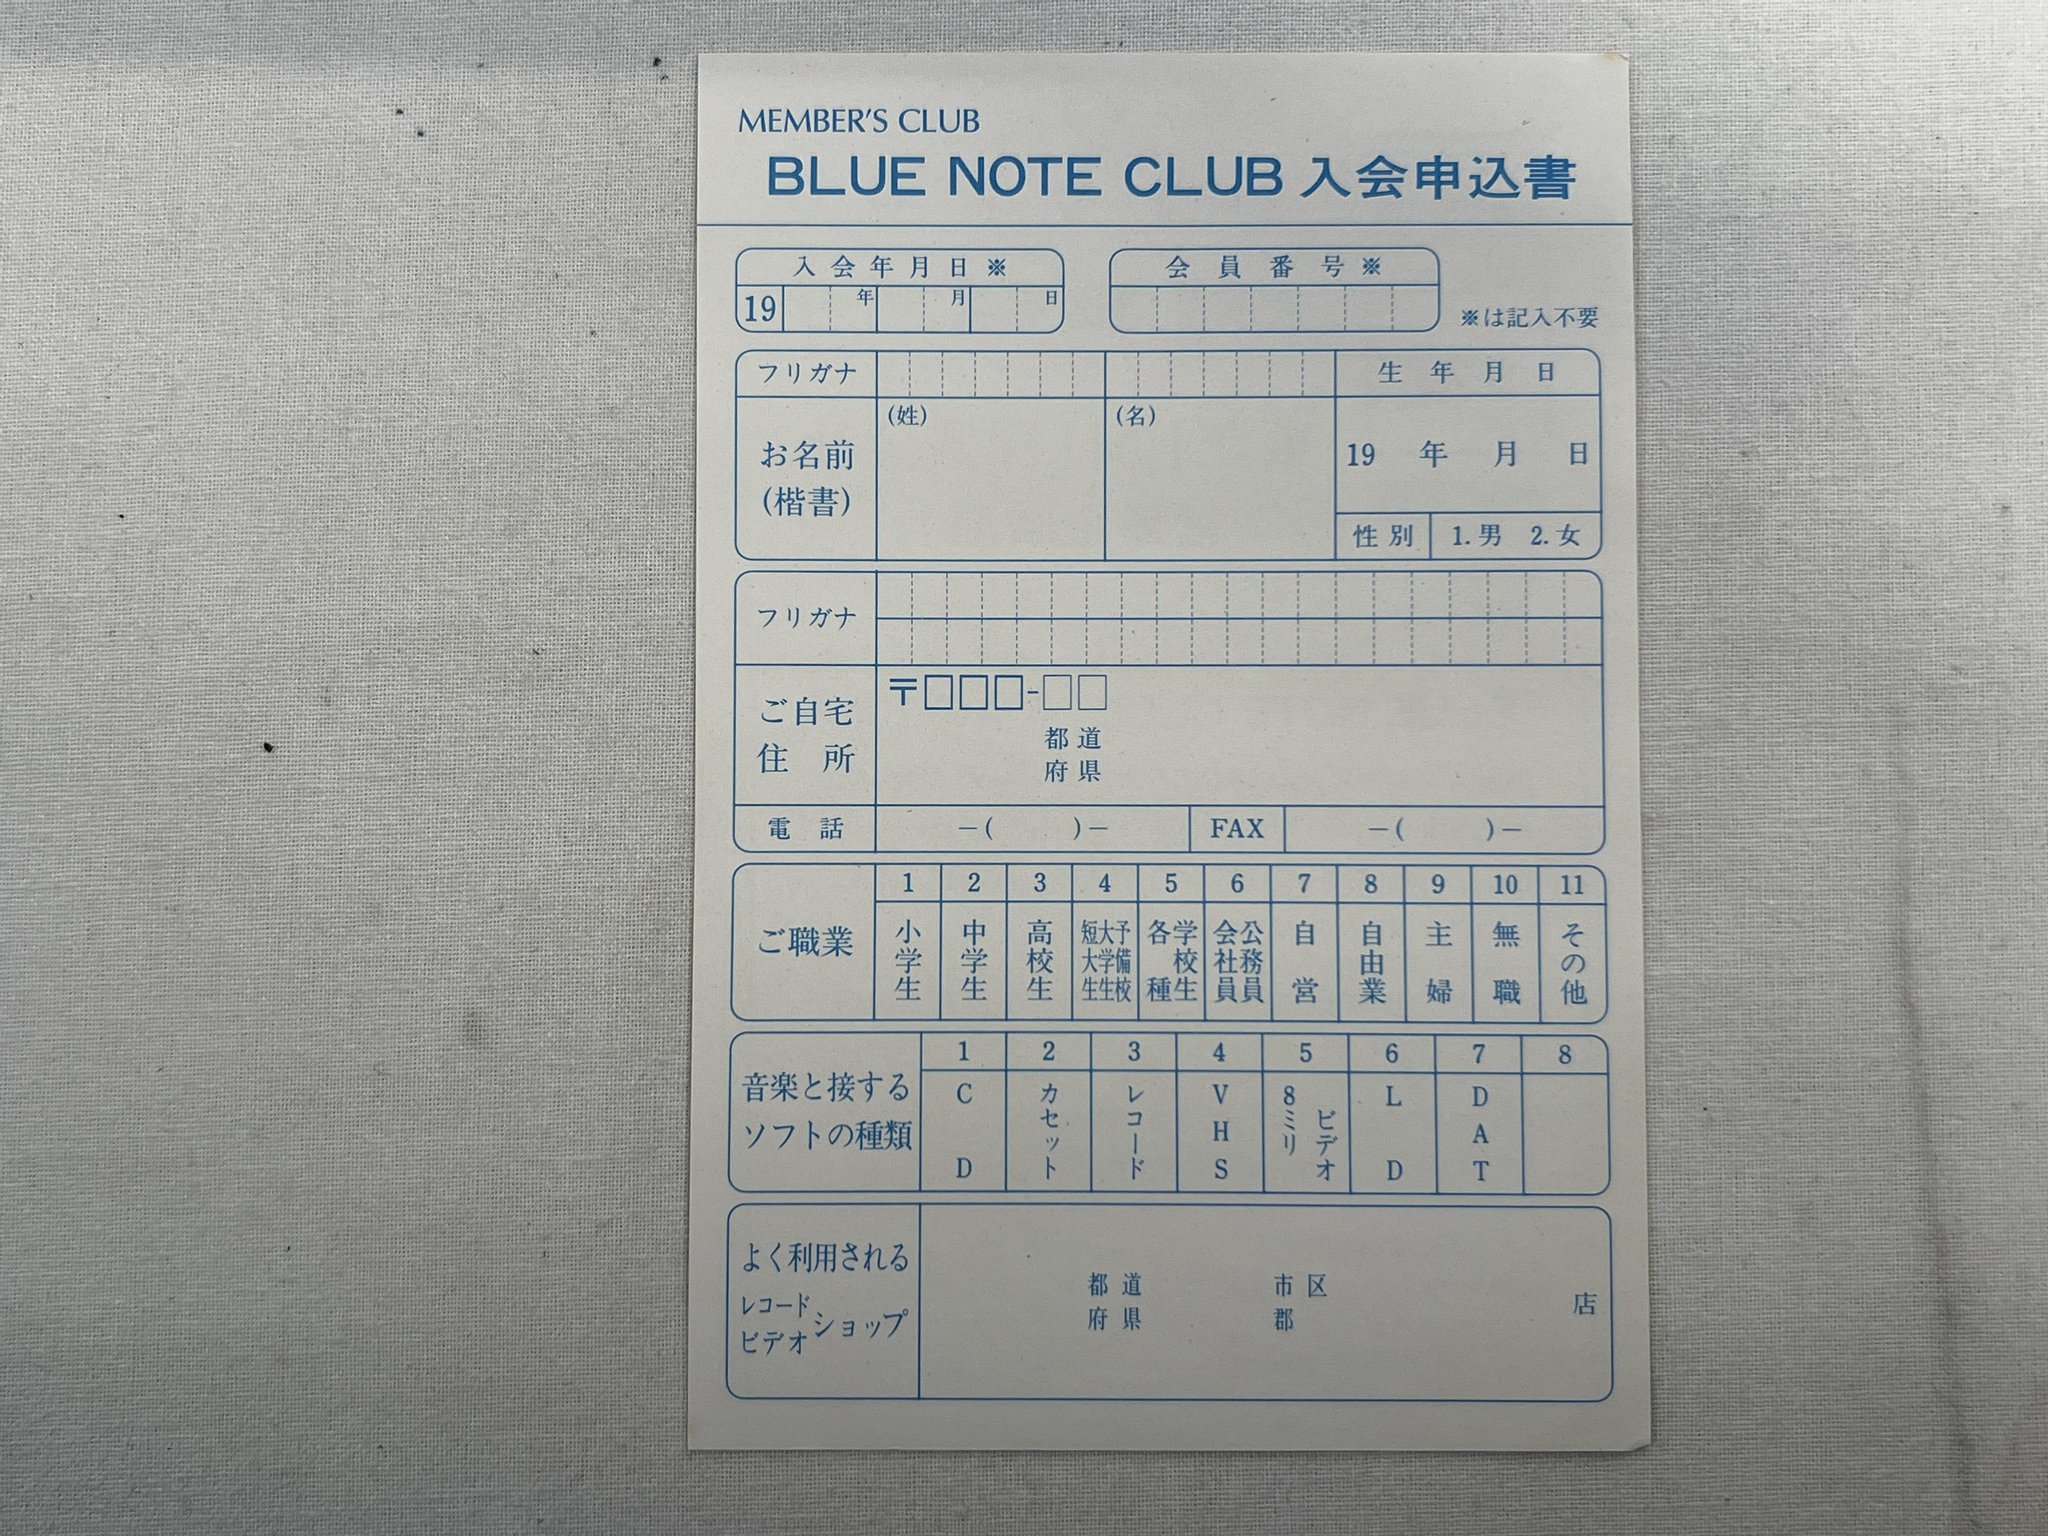 MEMBER'S CLUB
BLUE NOTE CLUB 入会申込書
入会年月日※
19 年 月 日
会員番号※
※は記入不要
フリガナ
生年月日
お名前
(楷書)
(姓)
(名)
19 年 月 日
性別 1.男 2.女
フリガナ
ご自宅
住所
〒□□□-□□
都道
府県
電話 −( )−
FAX −( )−
ご職業
1 小学生
2 中学生
3 高校生
4 予備校 大学生 短大生
5 各種学校生
6 公務員 会社員
7 自営
8 自由業
9 主婦
10 無職
11 その他
音楽と接する
ソフトの種類
1 CD
2 カセット
3 レコード
4 VHS
5 8ミリビデオ
6 LD
7 DAT
8
よく利用される
レコード
ビデオ
ショップ
都道
府県
市区
郡
店